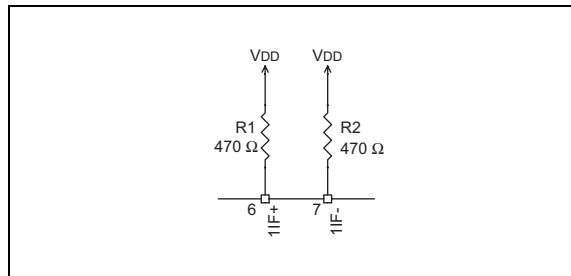 VDD VDD
R1
470 Ω
R2
470 Ω
6 7
1IF+
1IF-